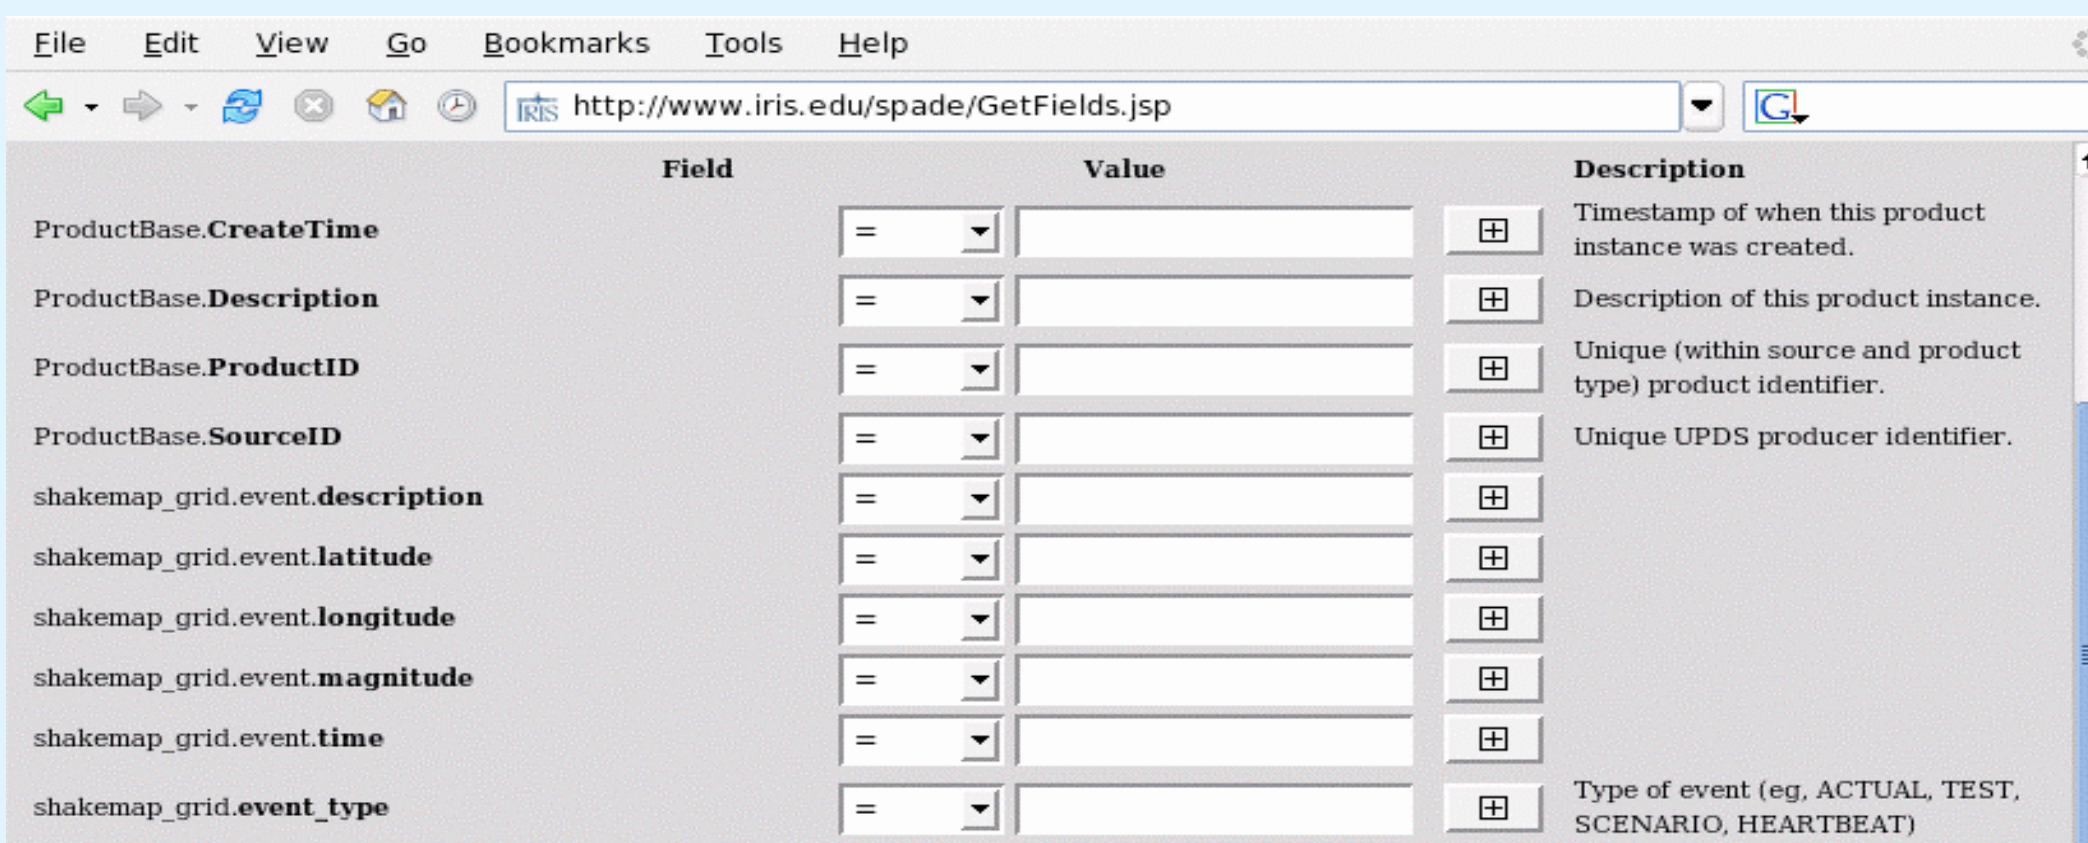 File Edit View Go Bookmarks Tools Help
IRIS http://www.iris.edu/spade/GetFields.jsp G
Field Value Description
ProductBase.CreateTime = Timestamp of when this product
instance was created.
ProductBase.Description = Description of this product instance.
ProductBase.ProductID = Unique (within source and product
type) product identifier.
ProductBase.SourceID = Unique UPDS producer identifier.
shakemap_grid.event.description =
shakemap_grid.event.latitude =
shakemap_grid.event.longitude =
shakemap_grid.event.magnitude =
shakemap_grid.event.time =
shakemap_grid.event_type = Type of event (eg, ACTUAL, TEST,
SCENARIO, HEARTBEAT)